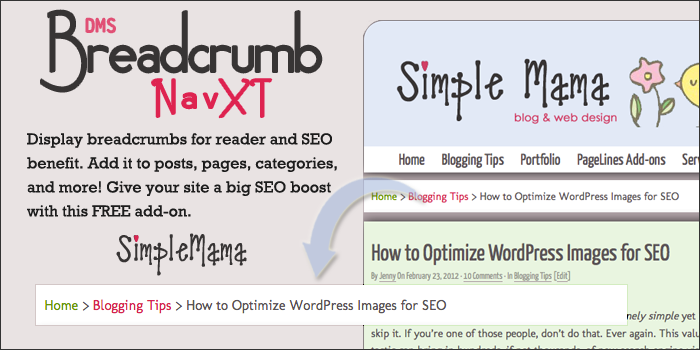 DMS
Breadcrumb
NavXT
Display breadcrumbs for reader and SEO
benefit. Add it to posts, pages, categories,
and more! Give your site a big SEO boost
with this FREE add-on.
SimpleMama
Home > Blogging Tips > How to Optimize WordPress Images for SEO
Simple Mama
blog & web design
Home Blogging Tips Portfolio PageLines Add-ons
Home > Blogging Tips > How to Optimize WordPress Images for SEO
How to Optimize WordPress Images for SEO
By Jenny On February 23, 2012 · 10 Comments · In Blogging Tips [Edit]
simple yet
skip it. If you're one of those people, don't do that. Ever again. This